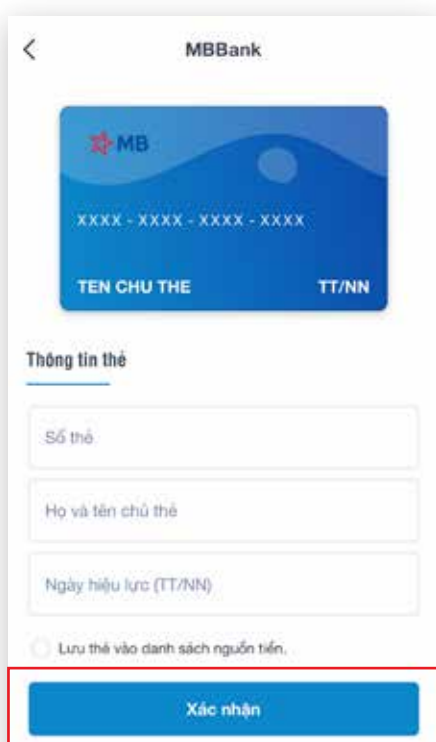 MBBank
MB
XXXX - XXXX - XXXX - XXXX
TEN CHU THE
TT/NN
Thông tin thẻ
Số thẻ
Họ và tên chủ thẻ
Ngày hiệu lực (TT/NN)
Lưu thẻ vào danh sách nguồn tiền.
Xác nhận